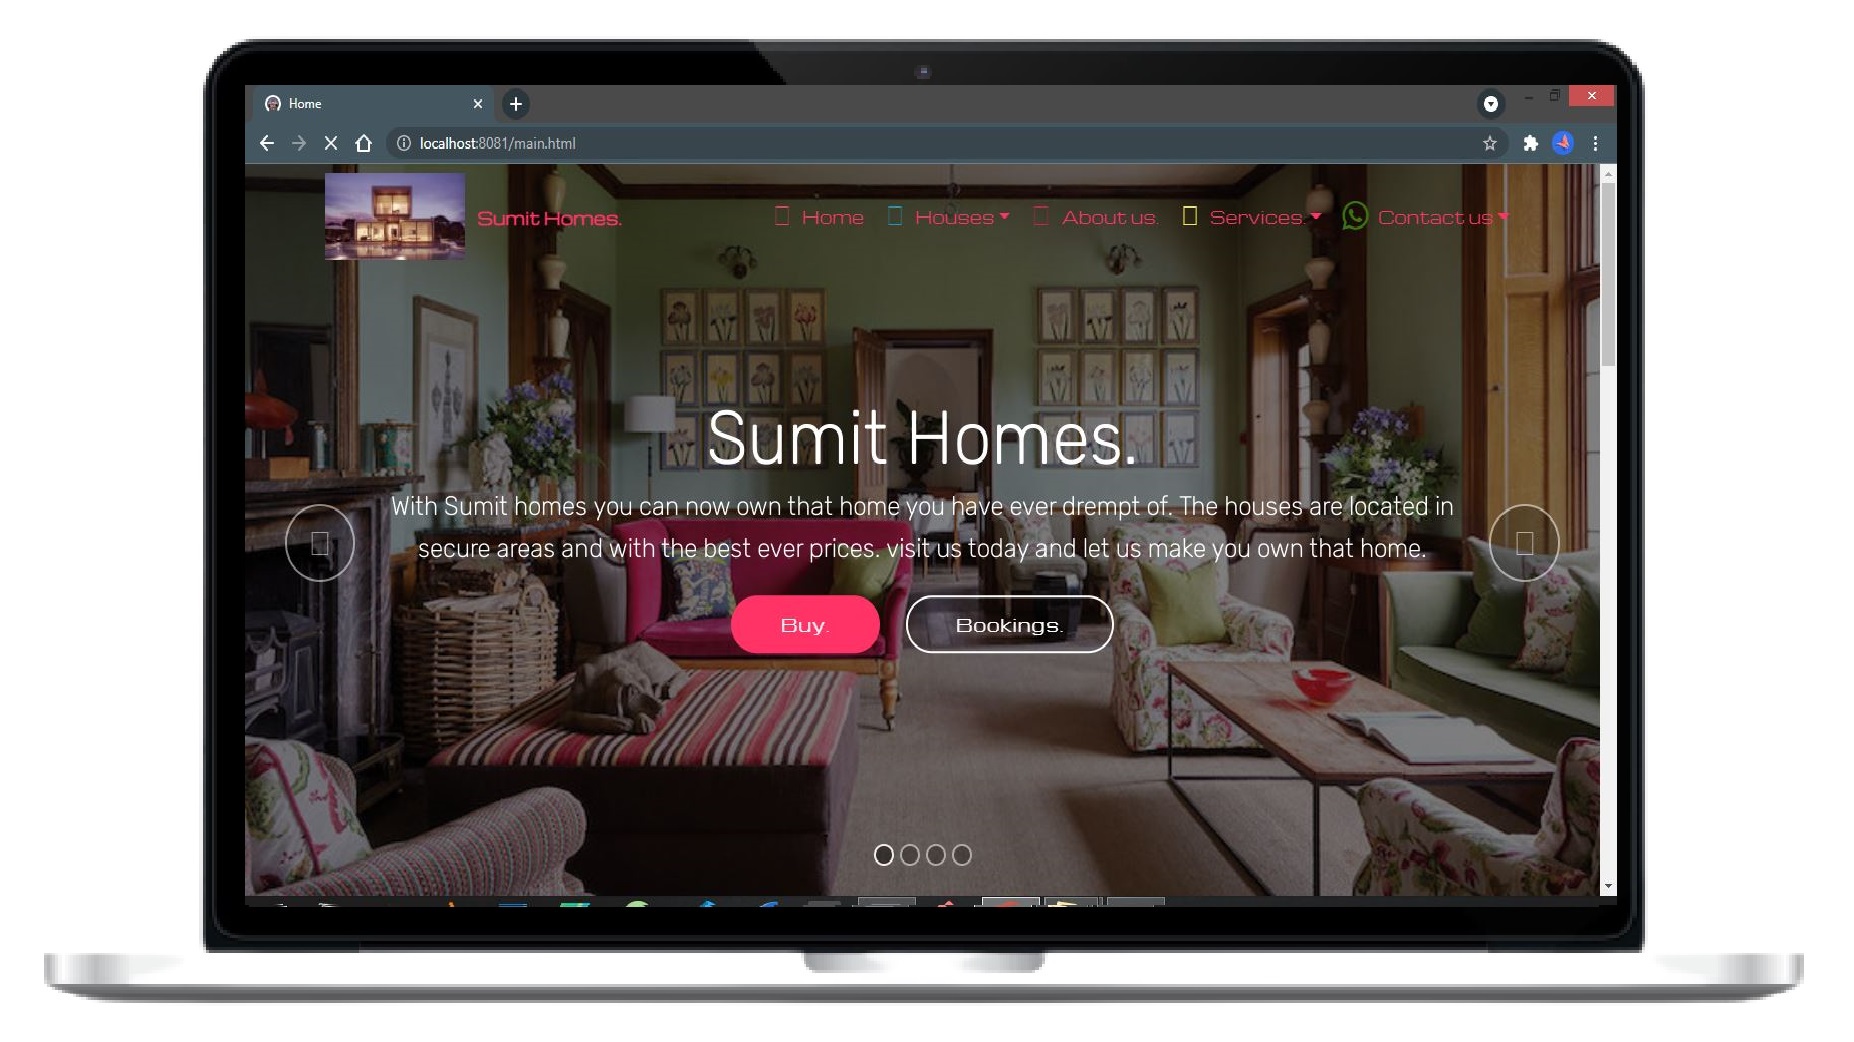 Home
localhost:8081/main.html
Sumit Homes.
Home
Houses
About us.
Services.
Contact us
Sumit Homes.
With Sumit homes you can now own that home you have ever drempt of. The houses are located in
secure areas and with the best ever prices. visit us today and let us make you own that home.
Buy.
Bookings.